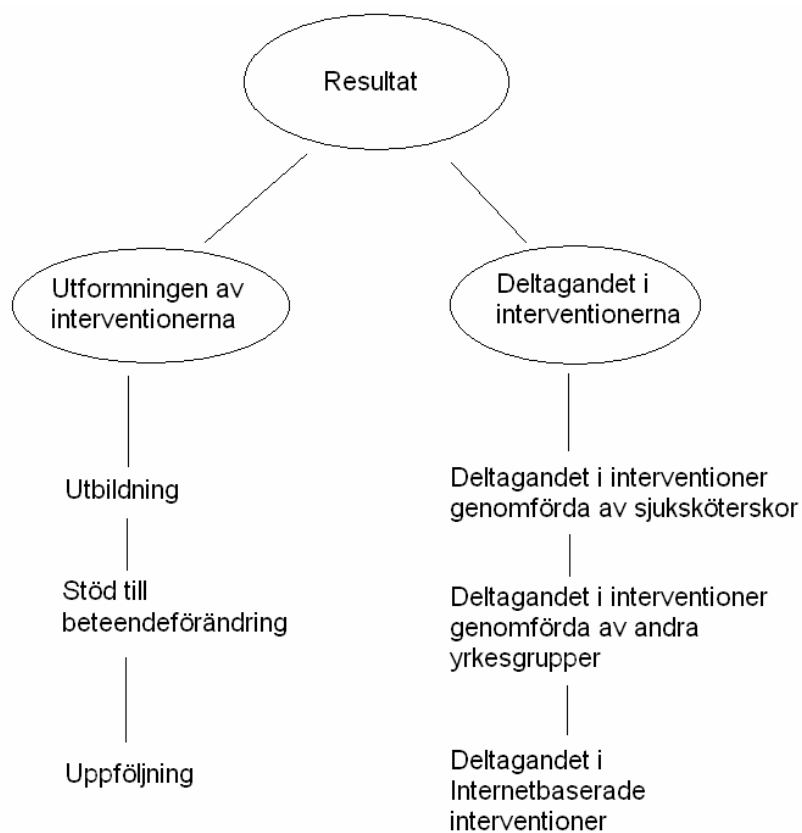 Resultat
Utformningen av
interventionerna
Deltagandet i
interventionerna
Utbildning
Stöd till
beteendeförändring
Uppföljning
Deltagandet i interventioner
genomförda av sjuksköterskor
Deltagandet i interventioner
genomförda av andra
yrkesgrupper
Deltagandet i
Internetbaserade
interventioner